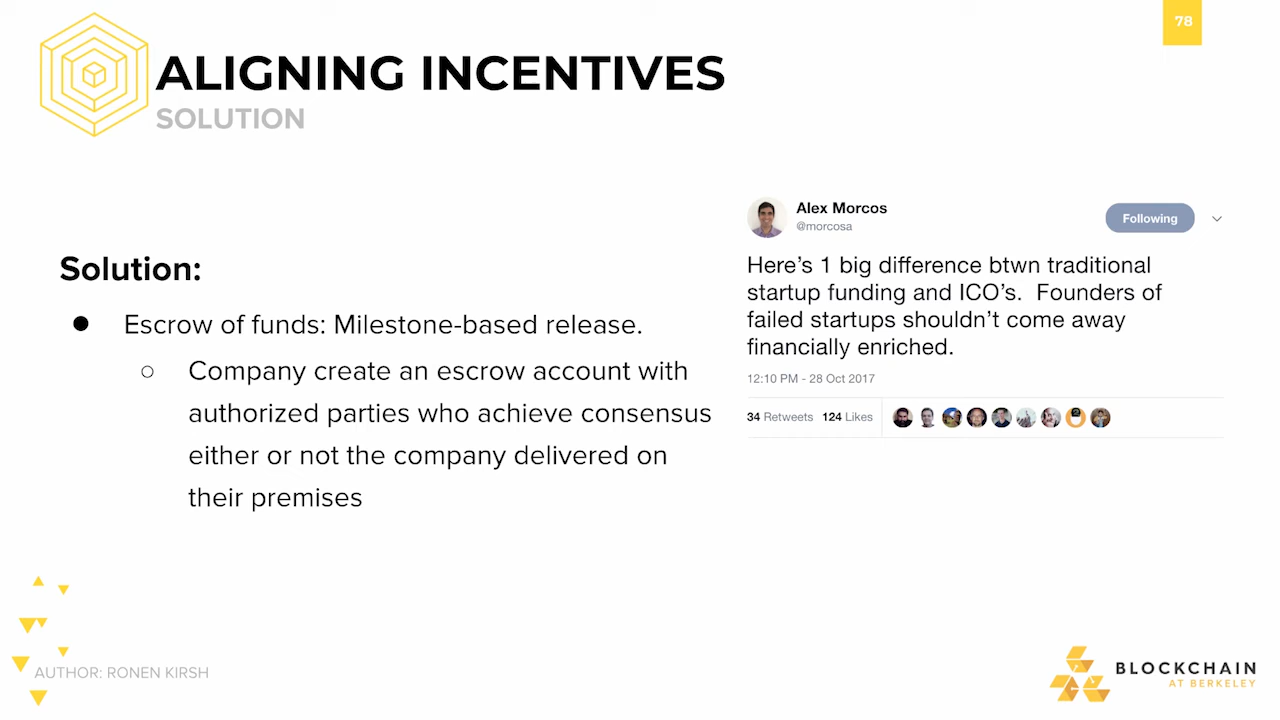 78
ALIGNING INCENTIVES
SOLUTION
Solution:
● Escrow of funds: Milestone-based release.
○ Company create an escrow account with
authorized parties who achieve consensus
either or not the company delivered on
their premises
Alex Morcos
@morcosa
Following
Here's 1 big difference btwn traditional
startup funding and ICO's.  Founders of
failed startups shouldn't come away
financially enriched.
12:10 PM - 28 Oct 2017
34 Retweets 124 Likes
AUTHOR: RONEN KIRSH
BLOCKCHAIN
AT BERKELEY